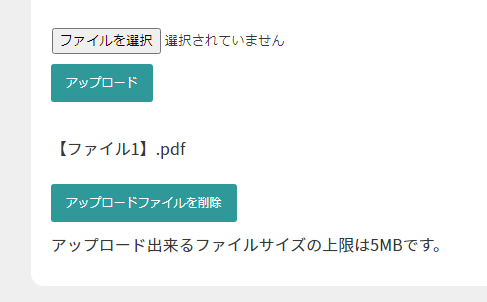 ファイルを選択 選択されていません
アップロード
【ファイル1】.pdf
アップロードファイルを削除
アップロード出来るファイルサイズの上限は5MBです。